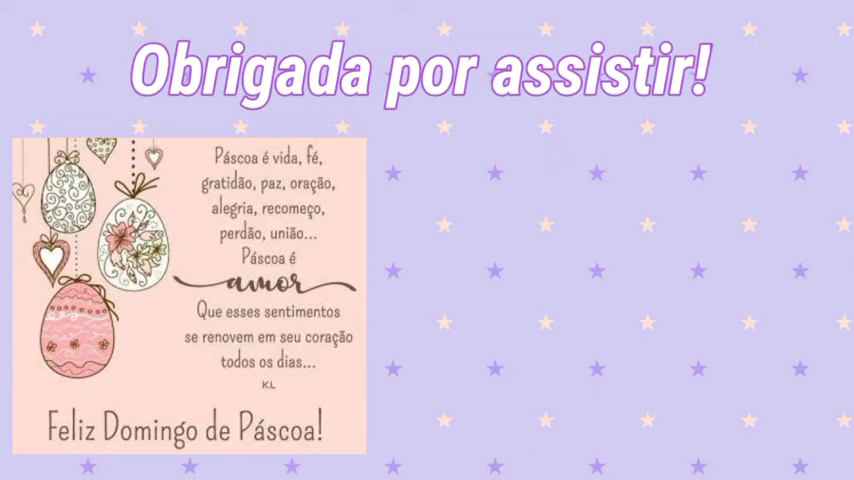 Obrigada por assistir!
Páscoa é vida, fé,
gratidão, paz, oração,
alegria, recomeço,
perdão, união...
Páscoa é
amor
Que esses sentimentos
se renovem em seu coração
todos os dias...
K.L
Feliz Domingo de Páscoa!